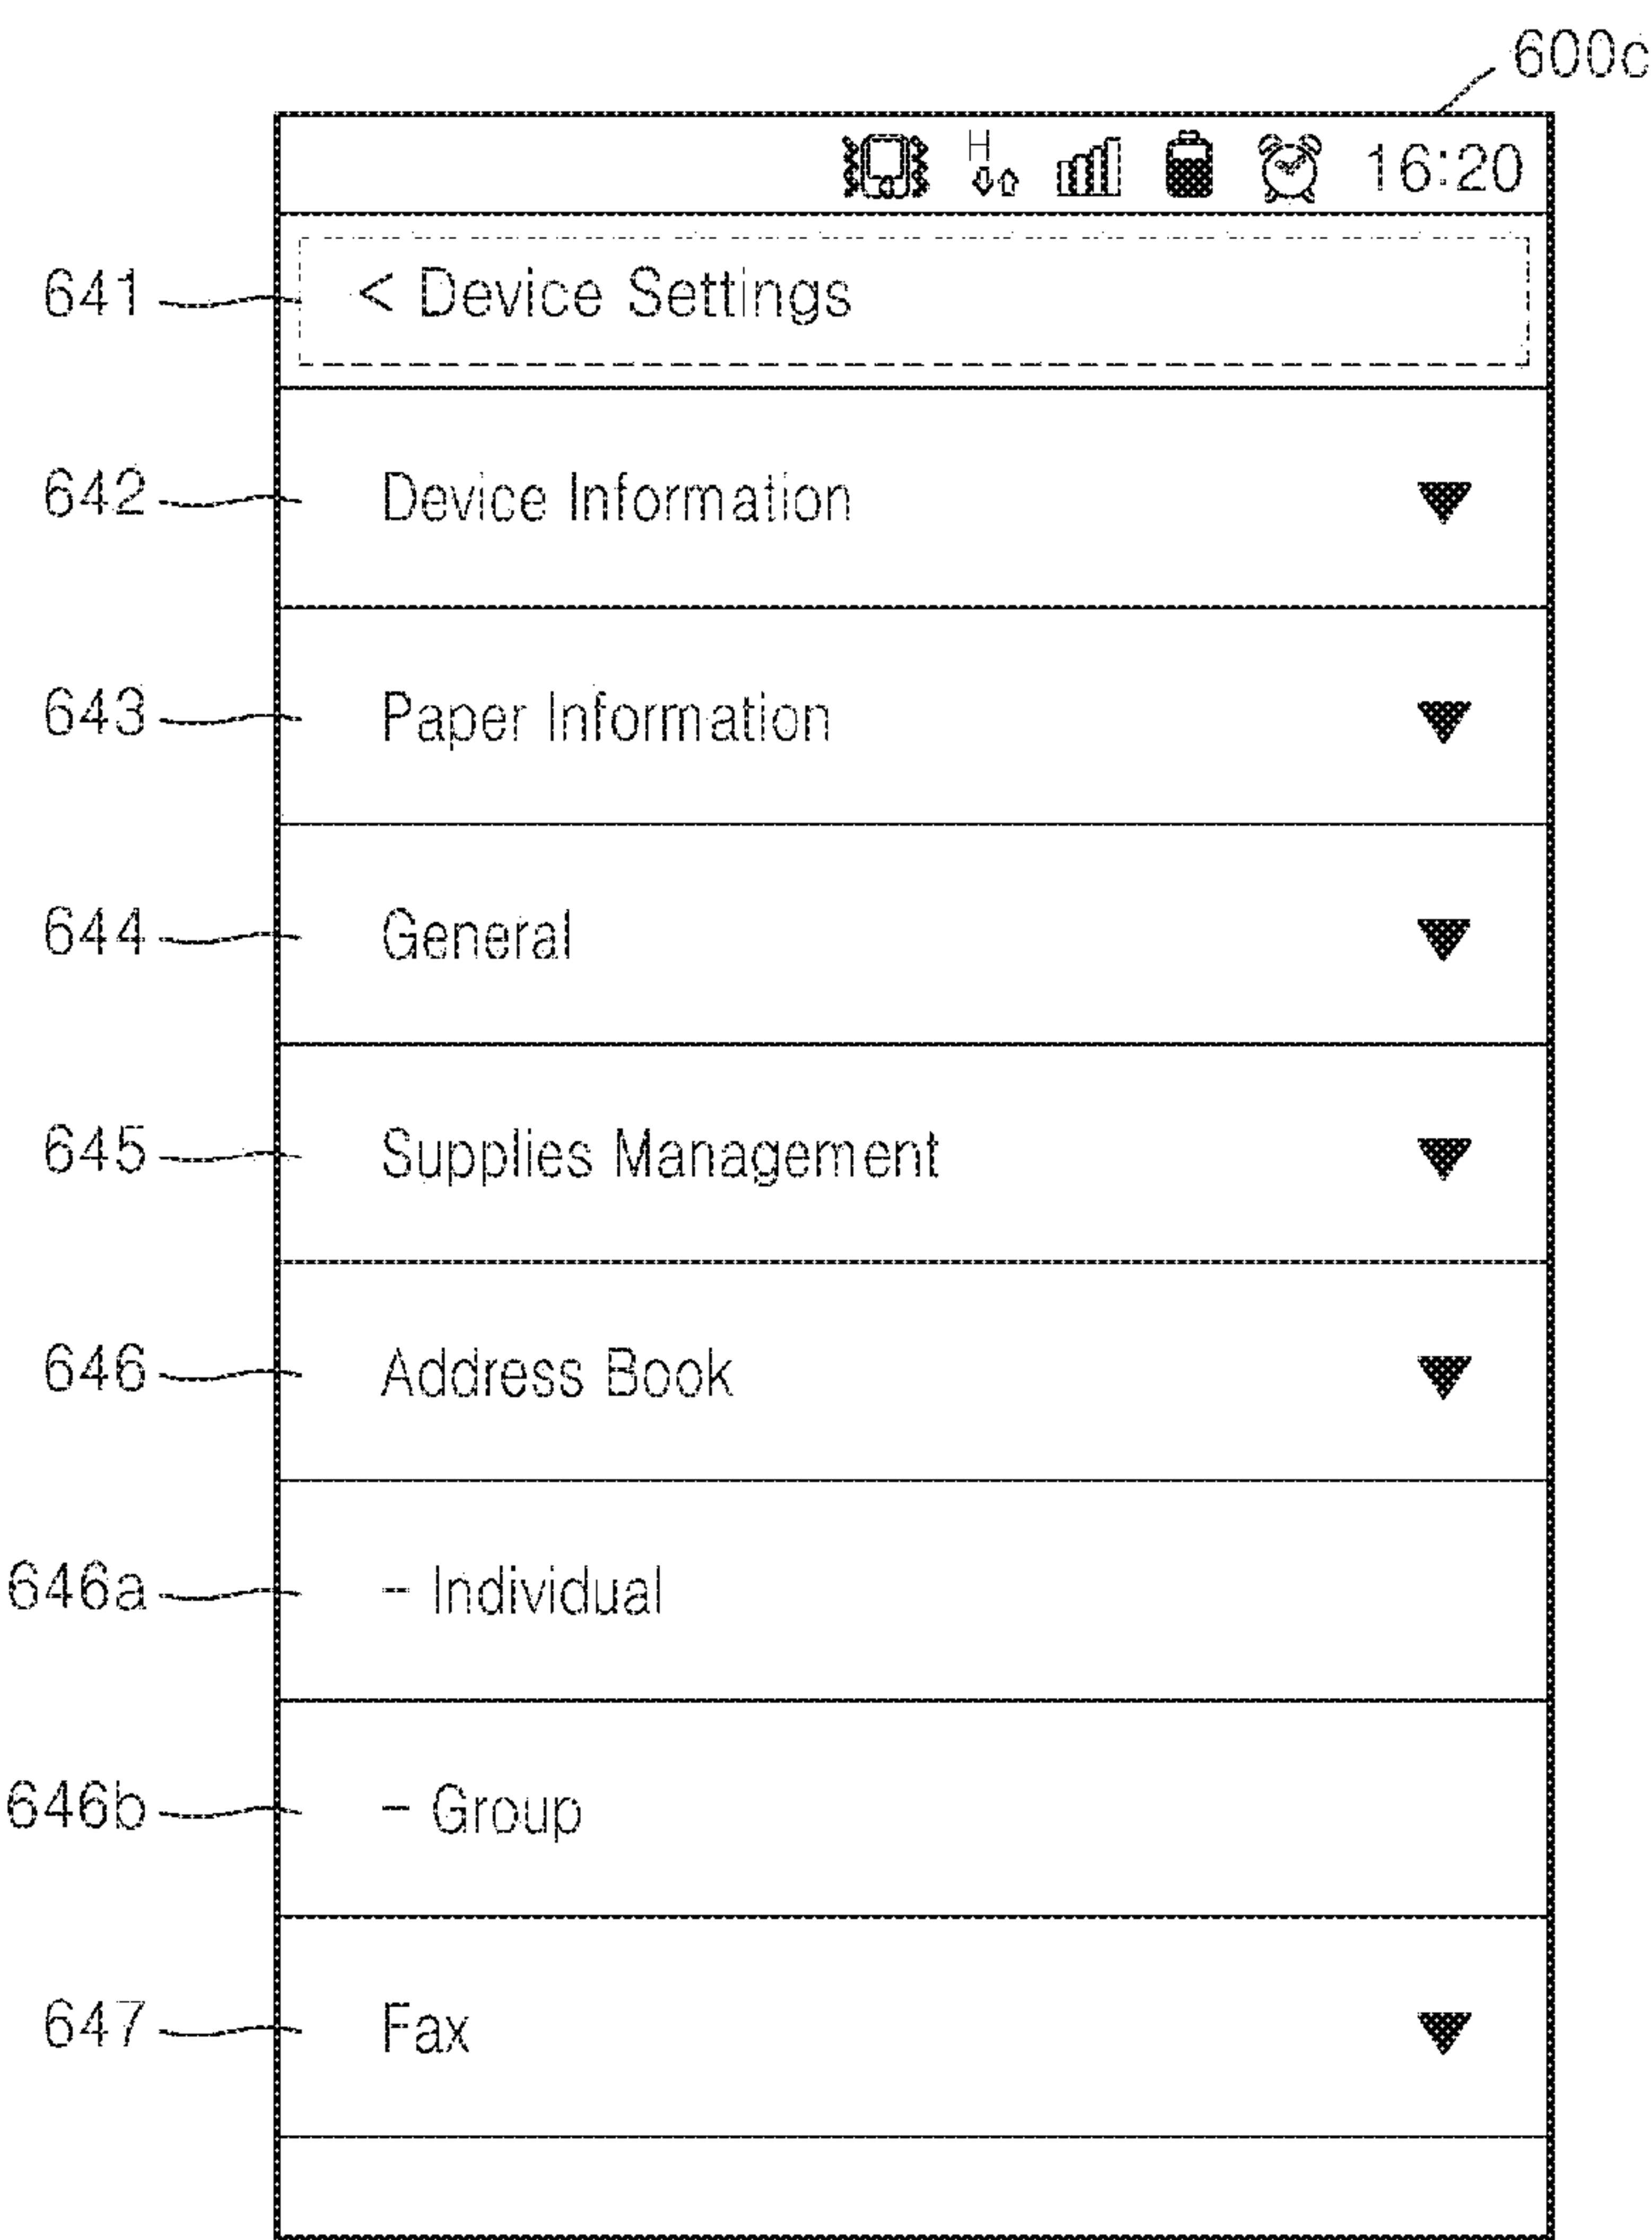 600c
H 16:20
641 < Device Settings
642 Device Information
643 Paper Information
644 General
645 Supplies Management
646 Address Book
646a - Individual
646b - Group
647 Fax